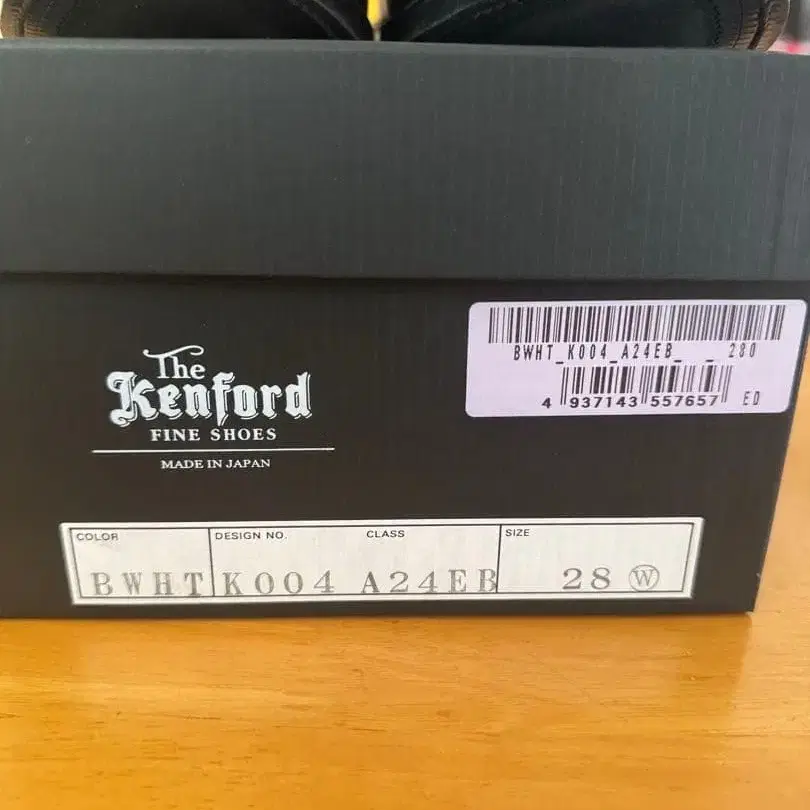 The
Kenford
FINE SHOES
MADE IN JAPAN
BWHT_K004_A24EB_ _ 280
4 937143 557657 ED
COLOR DESIGN NO. CLASS SIZE
BWHT K004 A24EB 28 W